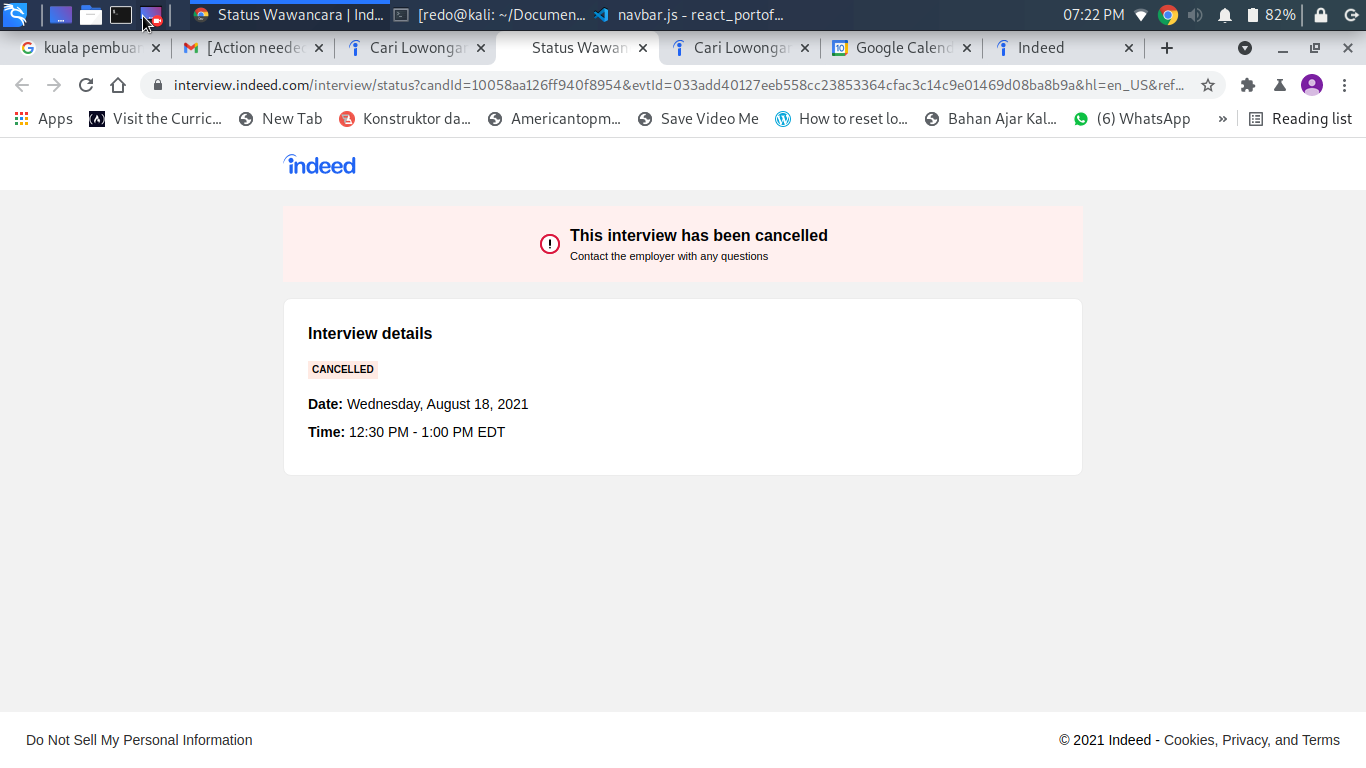 Status Wawancara | Ind...
[redo@kali: ~/Documen...
navbar.js - react_portof...
07:22 PM
82%
kuala pembuan
[Action needed
Cari Lowongan
Status Wawan
Cari Lowongan
Google Calend
Indeed
interview.indeed.com/interview/status?candId=10058aa126ff940f8954&evtId=033add40127eeb558cc23853364cfac3c14c9e01469d08ba8b9a&hl=en_US&ref...
Apps
Visit the Curric...
New Tab
Konstruktor da...
Americantopm...
Save Video Me
How to reset lo...
Bahan Ajar Kal...
(6) WhatsApp
»
Reading list
indeed
This interview has been cancelled
Contact the employer with any questions
Interview details
CANCELLED
Date: Wednesday, August 18, 2021
Time: 12:30 PM - 1:00 PM EDT
Do Not Sell My Personal Information
© 2021 Indeed - Cookies, Privacy, and Terms